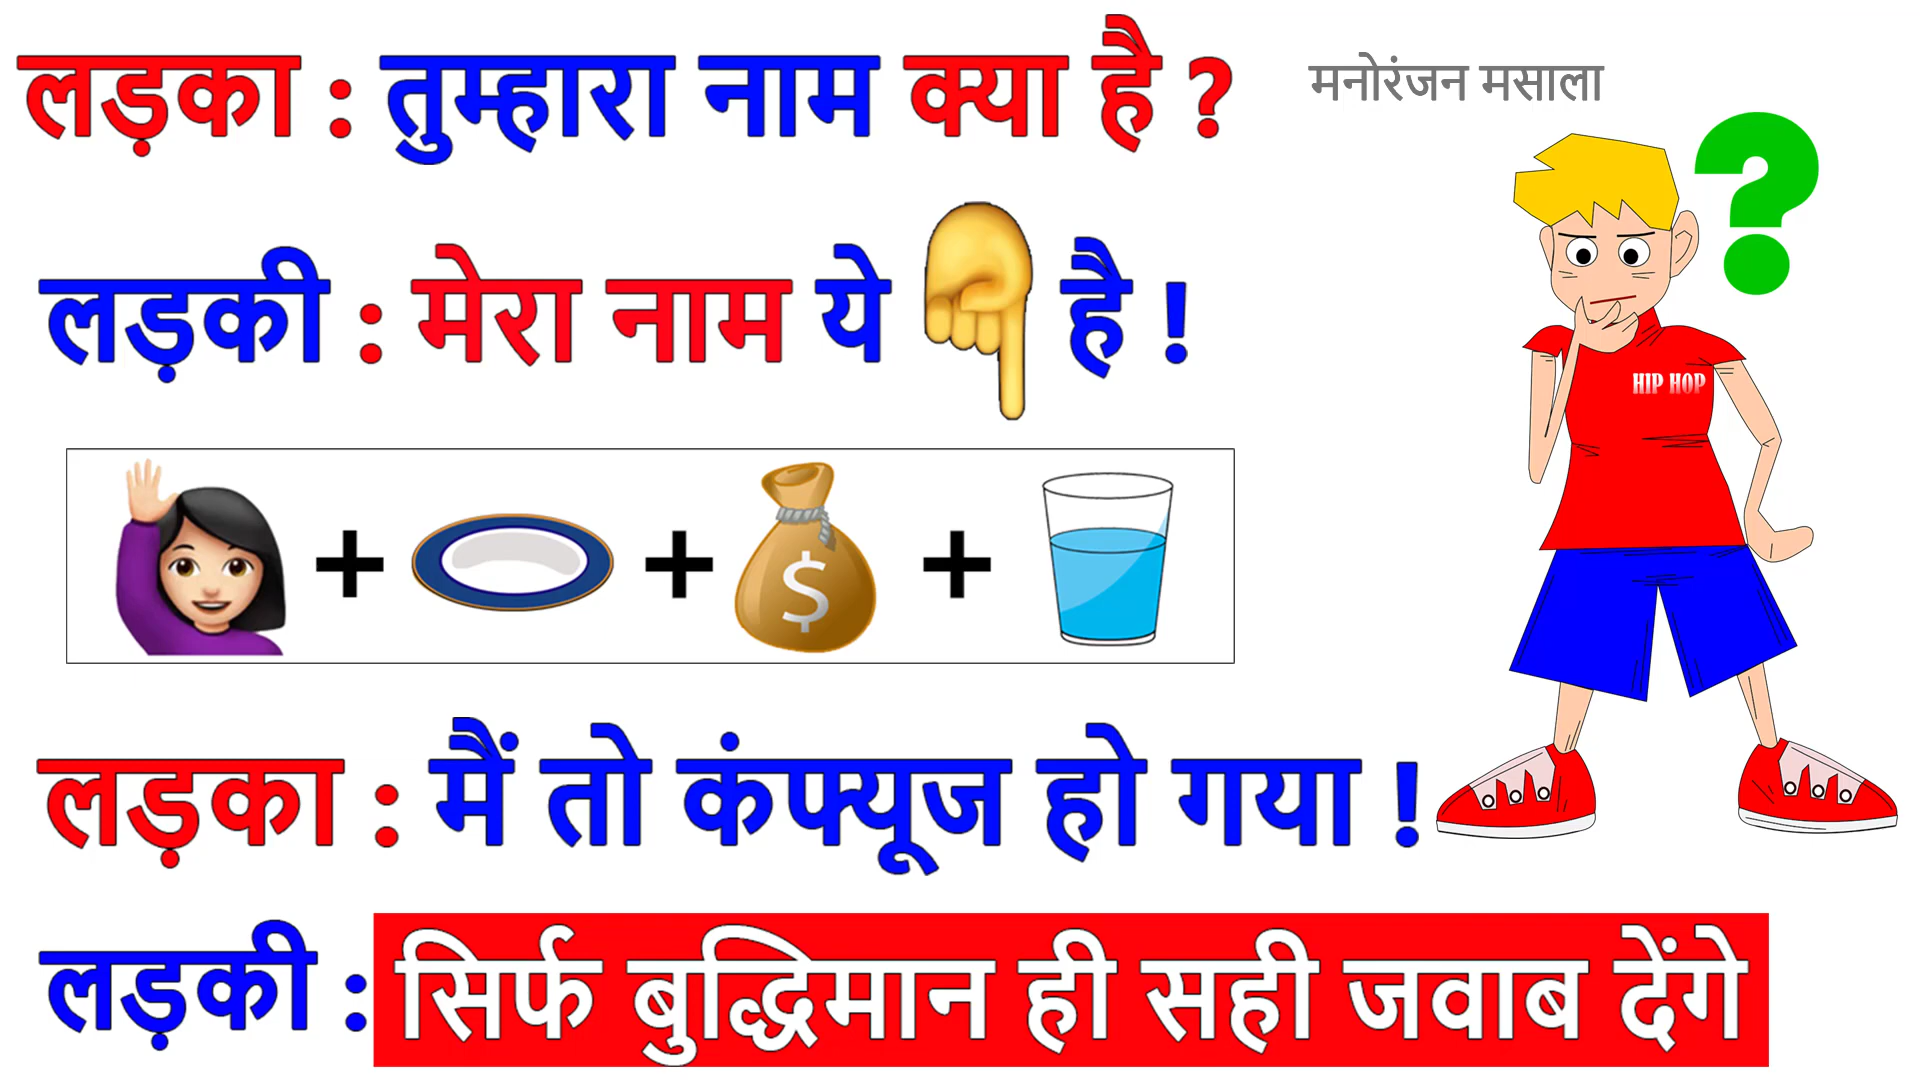 लड़का : तुम्हारा नाम क्या है ?
मनोरंजन मसाला
लड़की : मेरा नाम ये है !
HIP HOP
+ + $ +
लड़का : मैं तो कंफ्यूज हो गया !
लड़की : सिर्फ बुद्धिमान ही सही जवाब देंगे